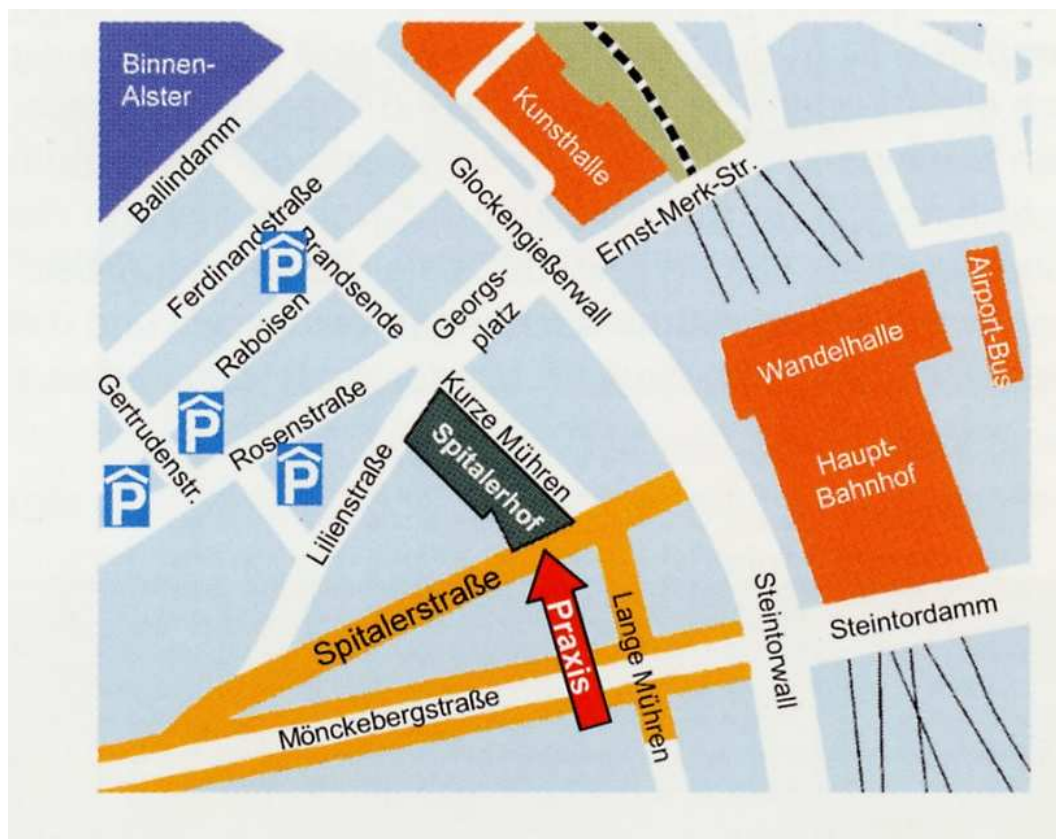 Binnen-
Alster
Ballindamm
Kunsthalle
Glockengießerwall
Ernst-Merk-Str.
Ferdinandstraße
Brandsende
P
Raboisen
Georgs-
platz
Airport-Bus
Wandelhalle
Gertrudenstr.
P
Rosenstraße
P
P
Kurze Mühren
Spitalerhof
Lilienstraße
Haupt-
Bahnhof
Spitalerstraße
Praxis
Lange Mühren
Steintorwall
Steintordamm
Mönckebergstraße